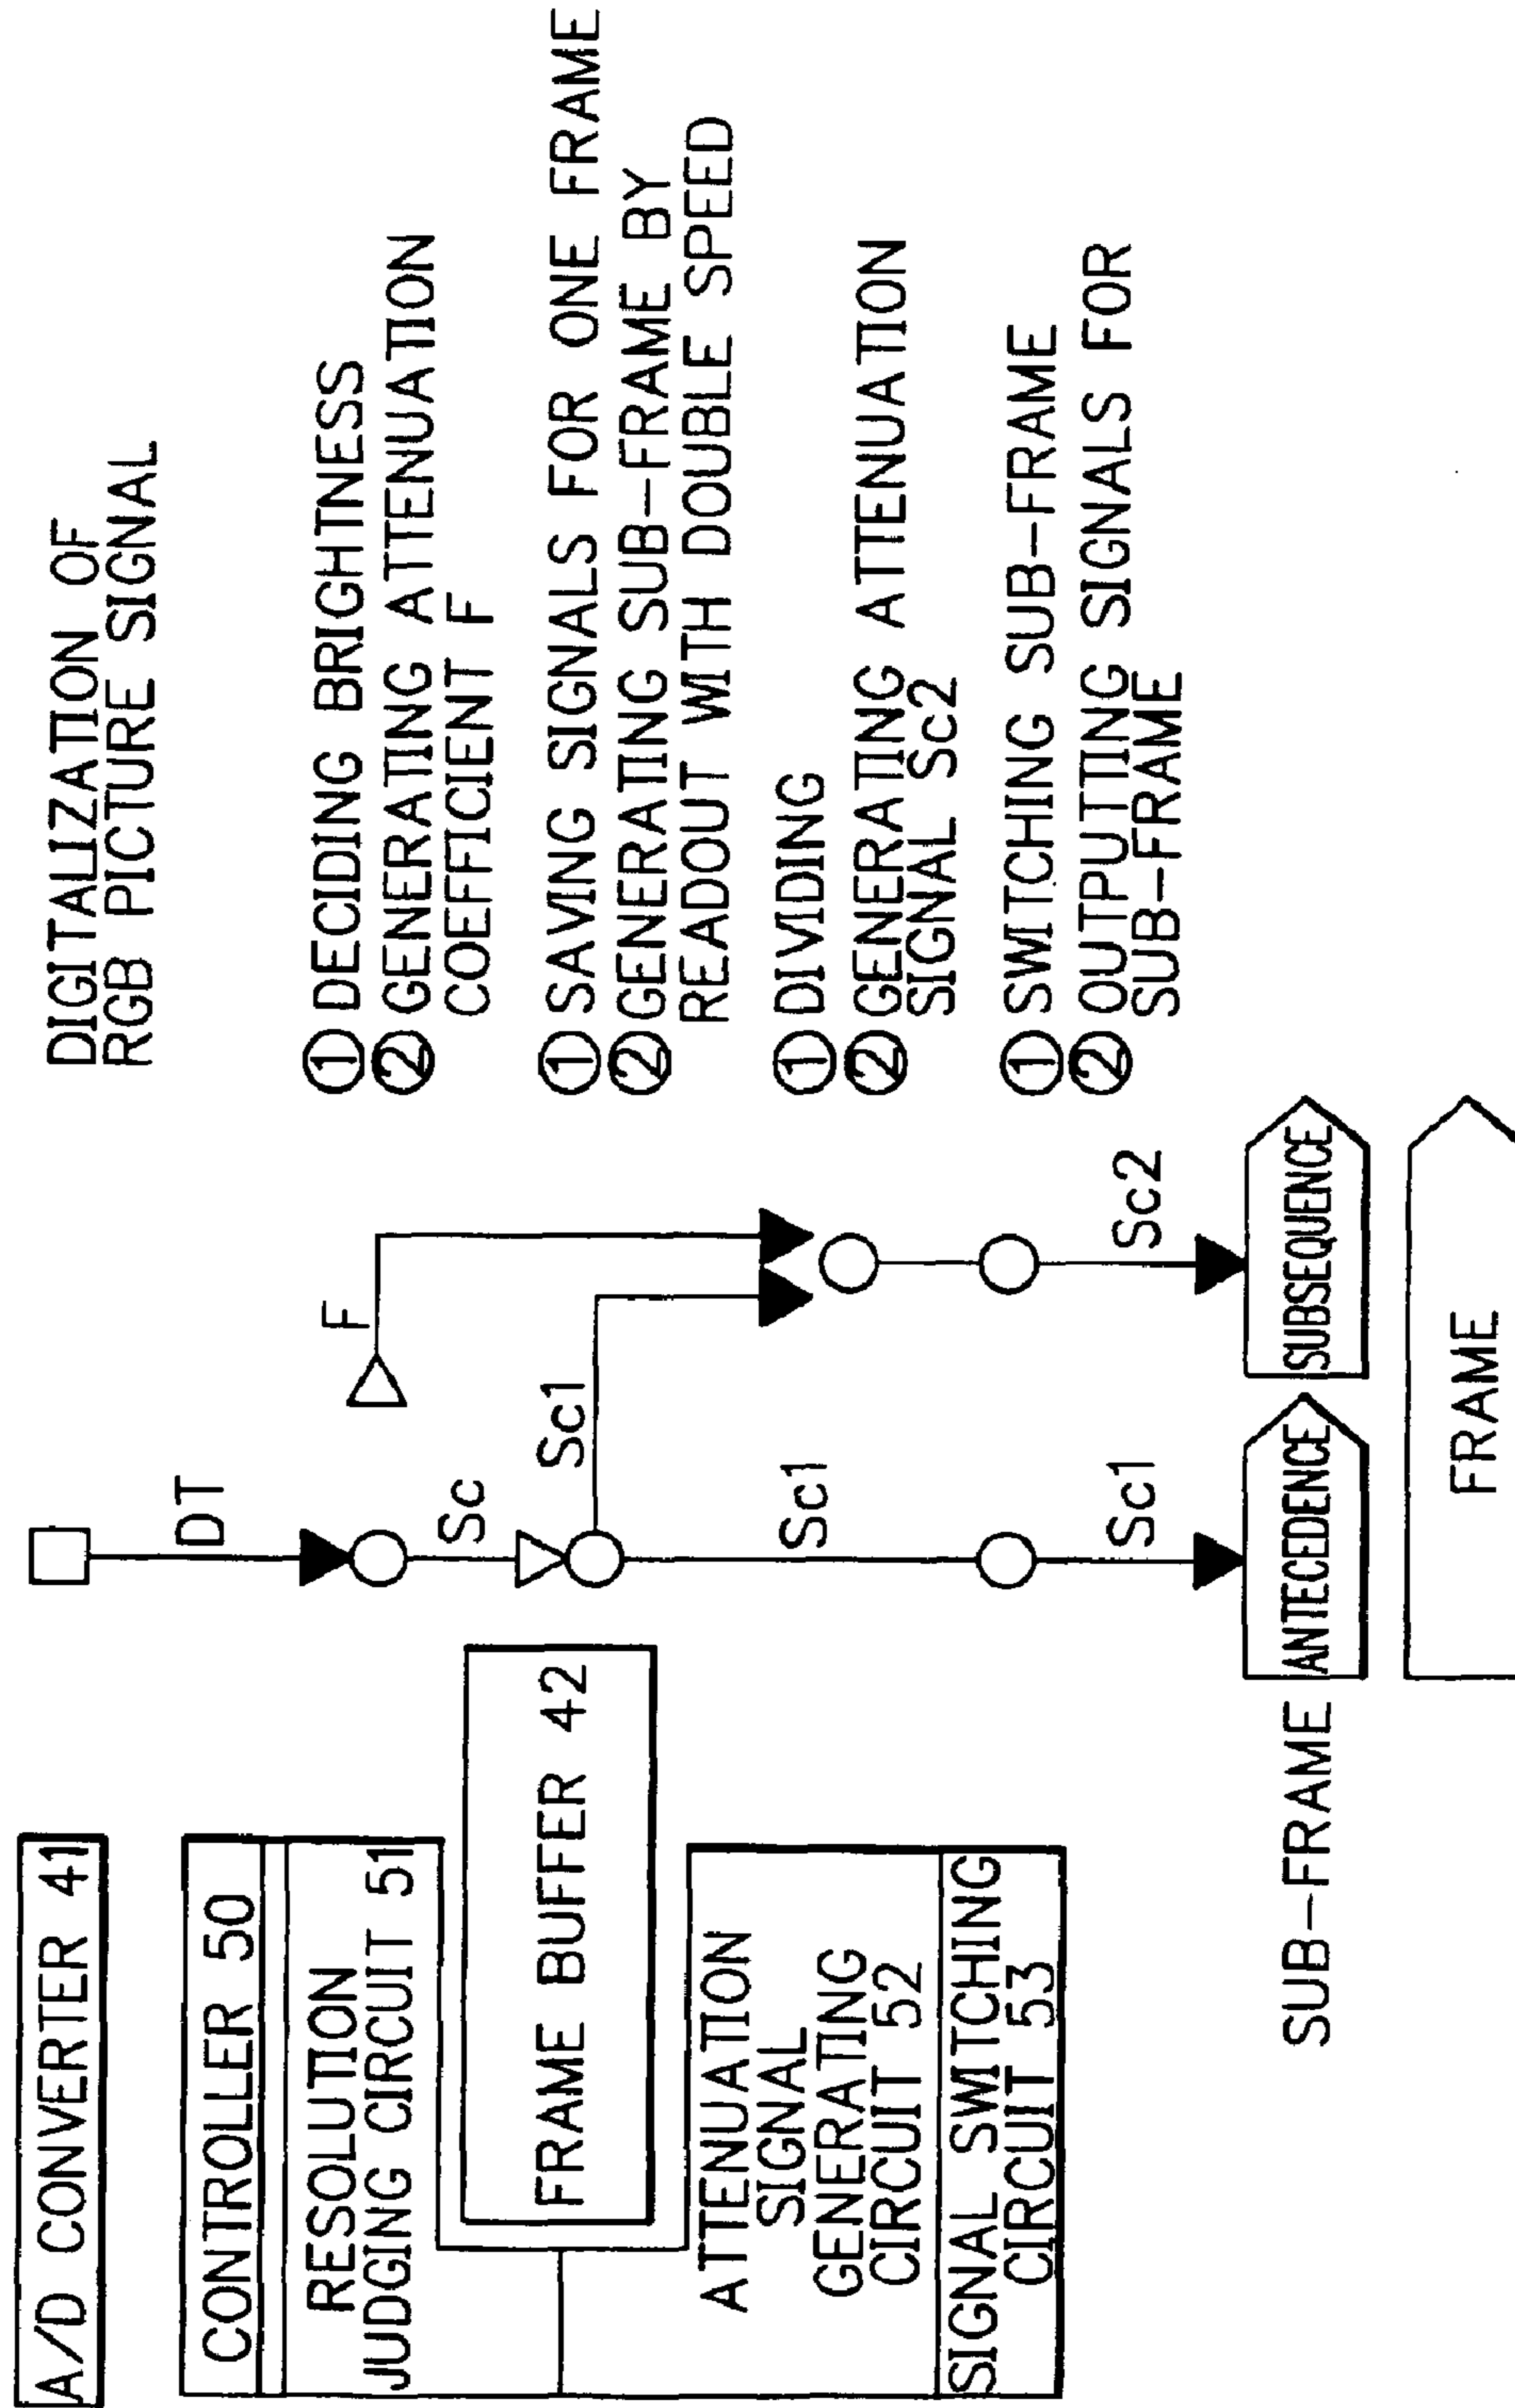 A/D CONVERTER 41
DT
DIGITALIZATION OF
RGB PICTURE SIGNAL
CONTROLLER 50
RESOLUTION
JUDGING CIRCUIT 51
F
Sc
① DECIDING BRIGHTNESS
② GENERATING ATTENUATION
COEFFICIENT F
FRAME BUFFER 42
Sc1
① SAVING SIGNALS FOR ONE FRAME
② GENERATING SUB-FRAME BY
READOUT WITH DOUBLE SPEED
ATTENUATION
SIGNAL
GENERATING
CIRCUIT 52
Sc1
① DIVIDING
② GENERATING ATTENUATION
SIGNAL Sc2
SIGNAL SWITCHING
CIRCUIT 53
① SWITCHING SUB-FRAME
② OUTPUTING SIGNALS FOR
SUB-FRAME
Sc1
Sc2
SUB-FRAME
ANTECEDENCE
SUBSEQUENCE
FRAME